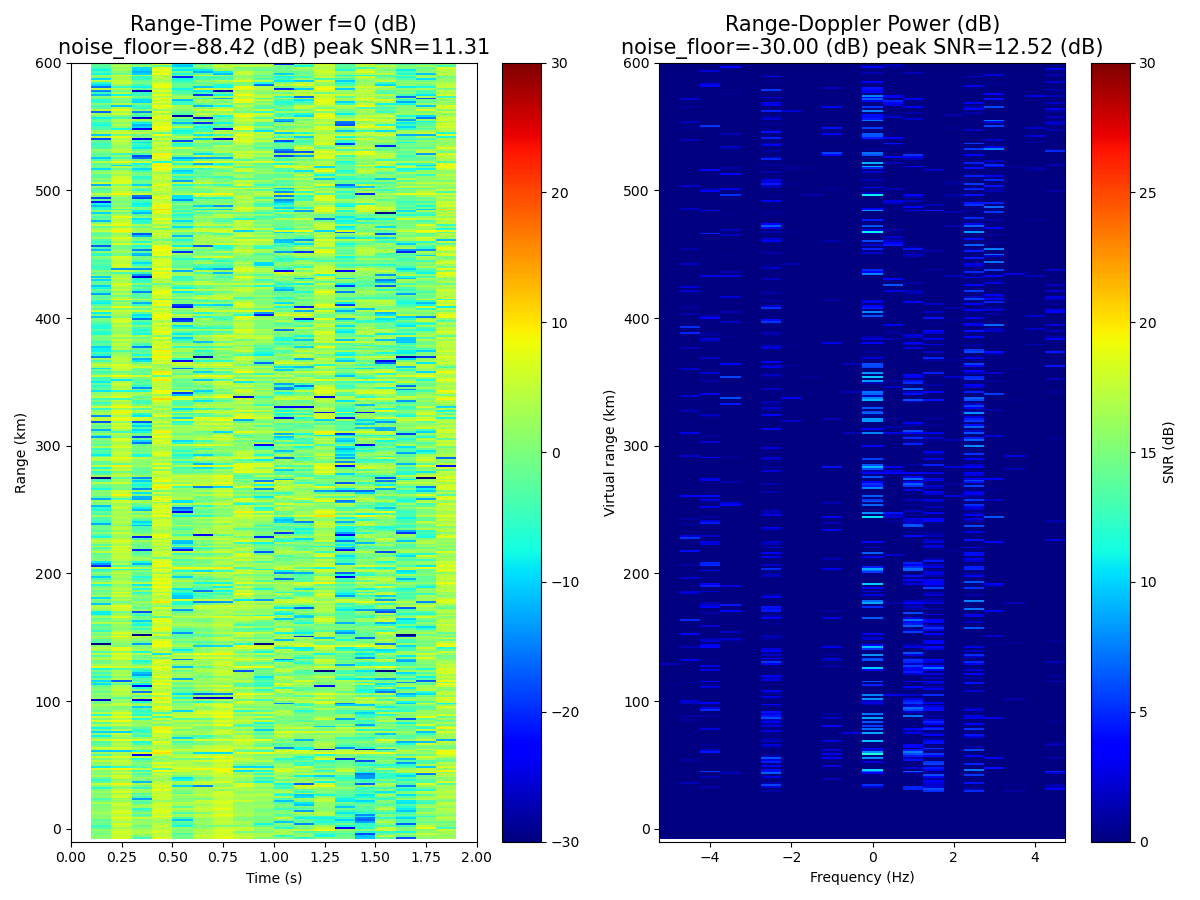 Range-Time Power f=0 (dB)
noise_floor=-88.42 (dB) peak SNR=11.31
Range-Doppler Power (dB)
noise_floor=-30.00 (dB) peak SNR=12.52 (dB)
600
500
400
300
200
100
0
Range (km)
0.00 0.25 0.50 0.75 1.00 1.25 1.50 1.75 2.00
Time (s)
30
20
10
0
−10
−20
−30
600
500
400
300
200
100
0
Virtual range (km)
−4 −2 0 2 4
Frequency (Hz)
30
25
20
15
10
5
0
SNR (dB)